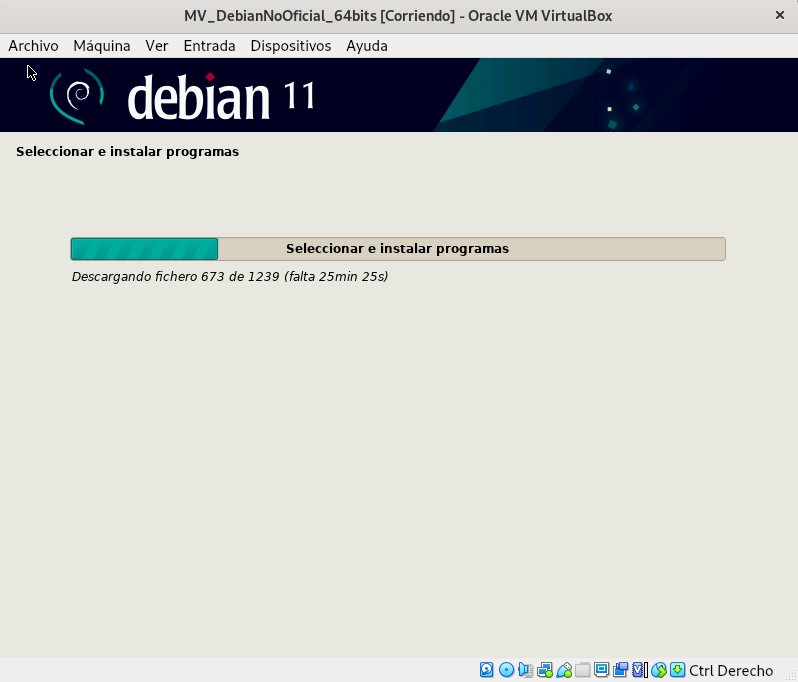 MV_DebianNoOficial_64bits [Corriendo] - Oracle VM VirtualBox
Archivo Máquina Ver Entrada Dispositivos Ayuda
debian 11
Seleccionar e instalar programas
Seleccionar e instalar programas
Descargando fichero 673 de 1239 (falta 25min 25s)
Ctrl Derecho